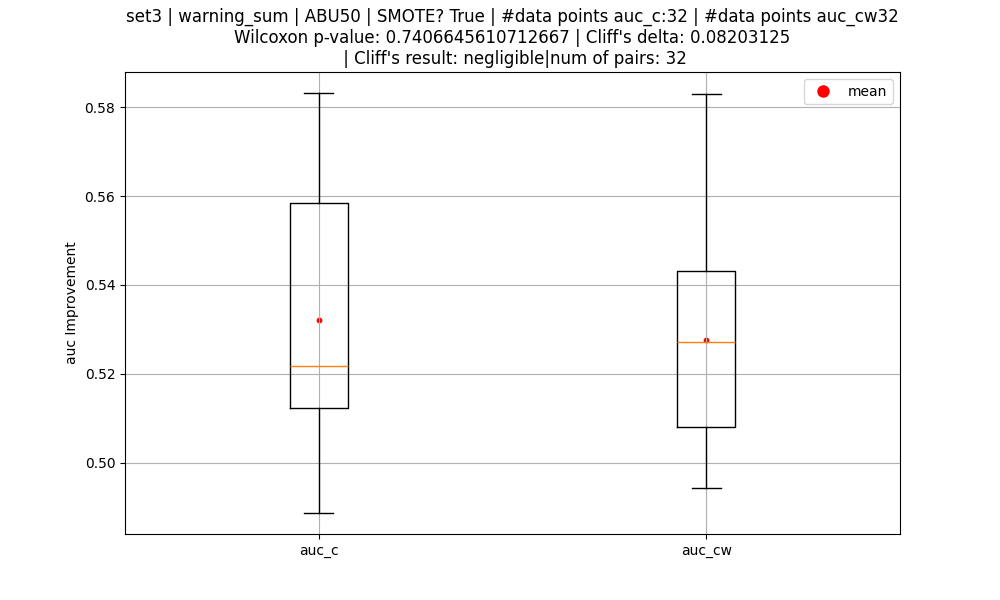 set3 | warning_sum | ABU50 | SMOTE? True | #data points auc_c:32 | #data points auc_cw32
Wilcoxon p-value: 0.7406645610712667 | Cliff's delta: 0.08203125
| Cliff's result: negligible|num of pairs: 32
mean
0.58
0.56
0.54
0.52
0.50
auc Improvement
auc_c
auc_cw